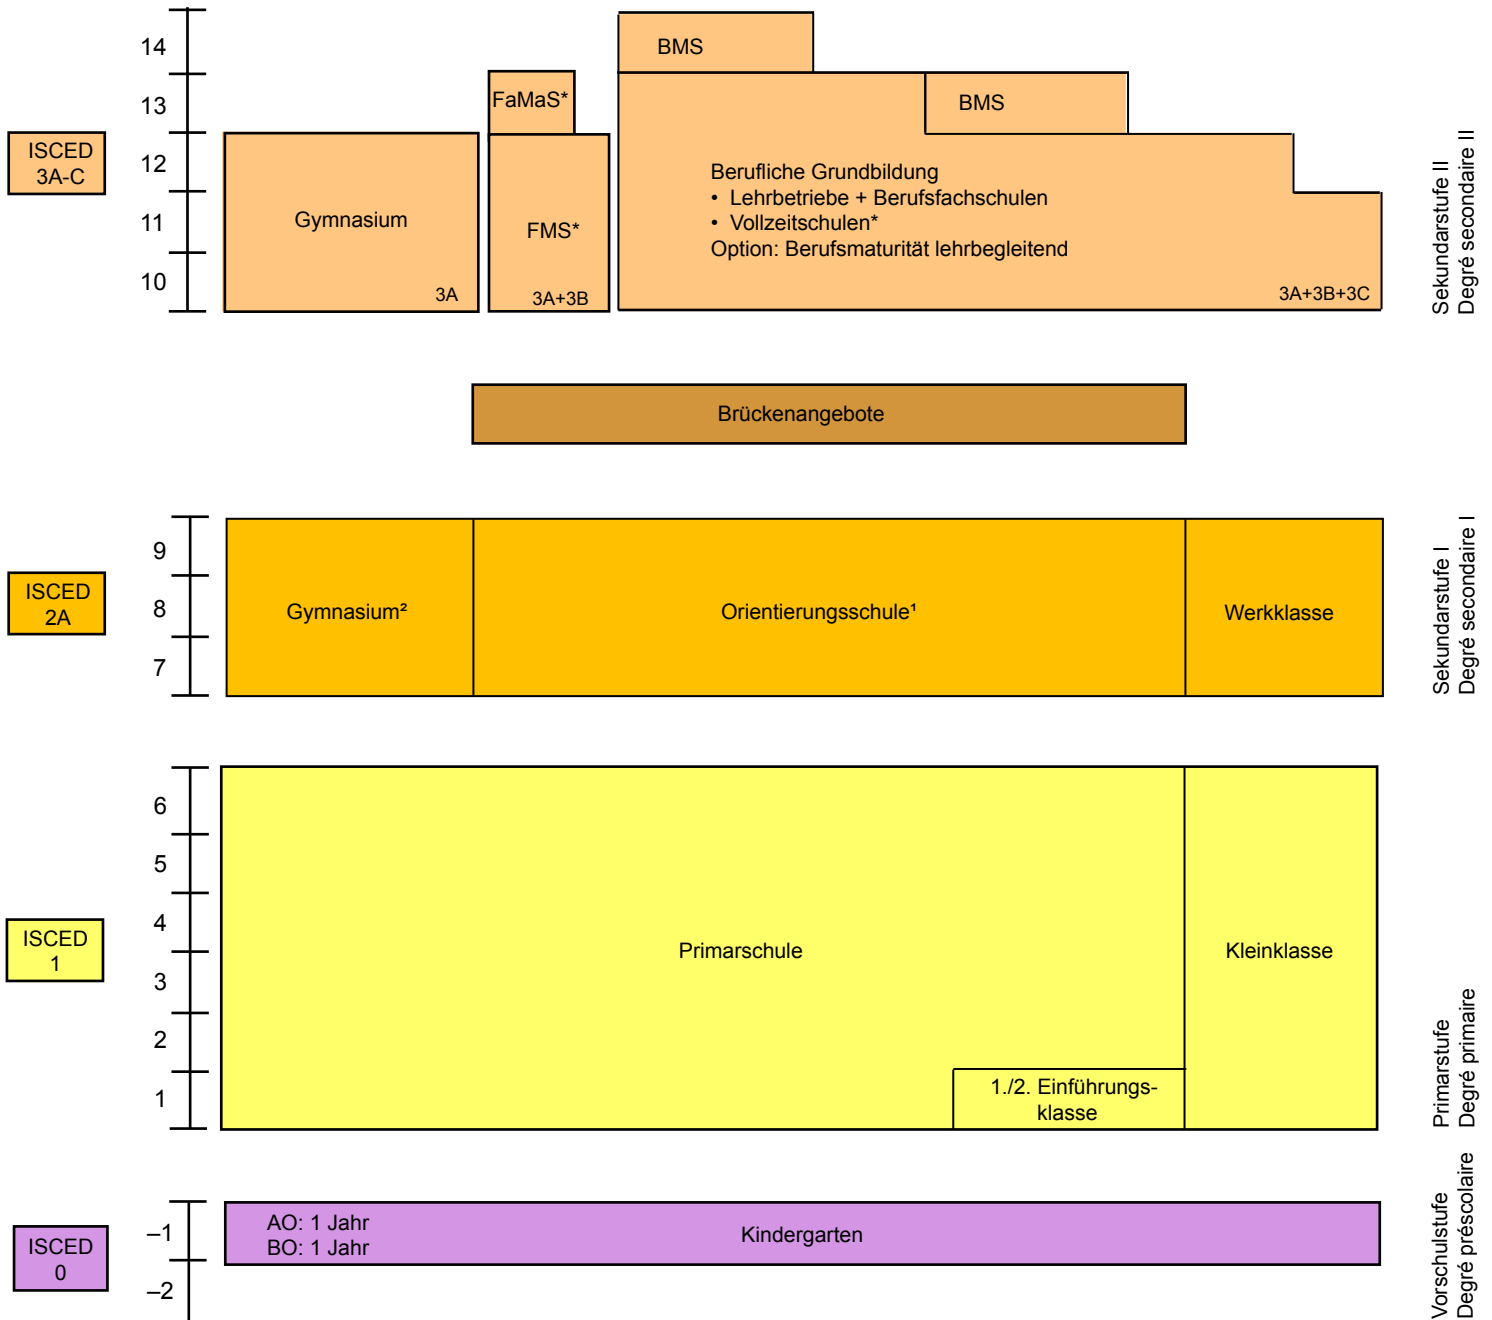 14
BMS
13
FaMaS*
BMS
ISCED
3A-C
12
Berufliche Grundbildung
• Lehrbetriebe + Berufsfachschulen
• Vollzeitschulen*
Option: Berufsmaturität lehrbegleitend
11
Gymnasium
FMS*
10
3A
3A+3B
3A+3B+3C
Sekundarstufe II
Degré secondaire II
Brückenangebote
9
ISCED
2A
8
Gymnasium²
Orientierungsschule¹
Werkklasse
7
Sekundarstufe I
Degré secondaire I
6
5
4
ISCED
1
Primarschule
Kleinklasse
3
2
1
1./2. Einführungs-
klasse
Primarstufe
Degré primaire
–1
AO: 1 Jahr
BO: 1 Jahr
Kindergarten
ISCED
0
–2
Vorschulstufe
Degré préscolaire